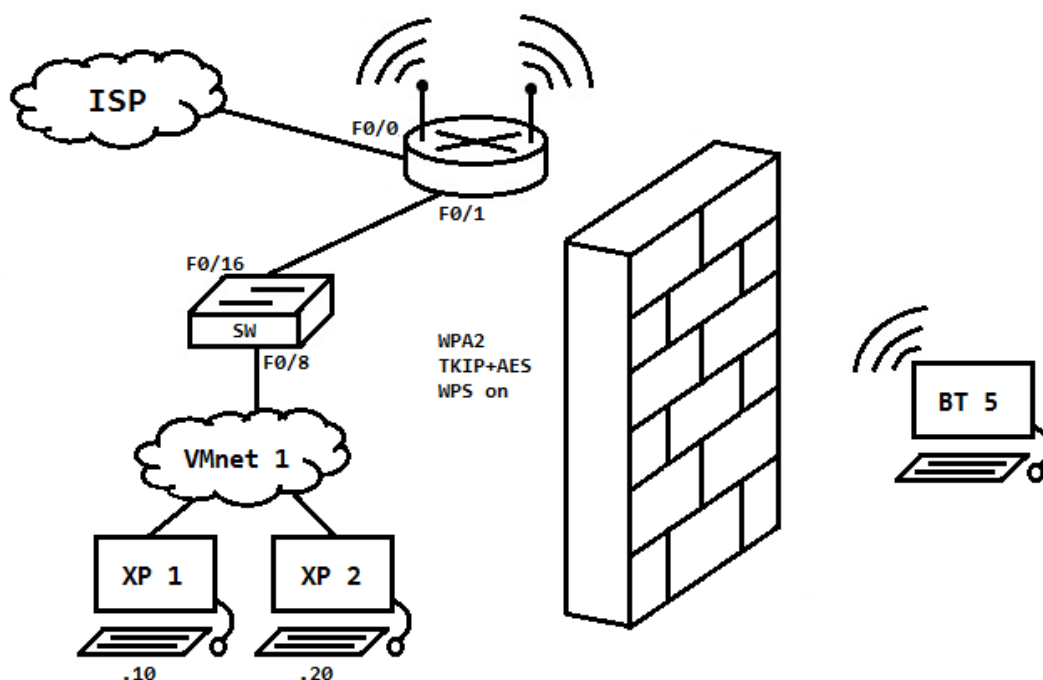 ISP
F0/0
F0/1
F0/16
SW
F0/8
WPA2
TKIP+AES
WPS on
BT 5
VMnet 1
XP 1
XP 2
.10
.20